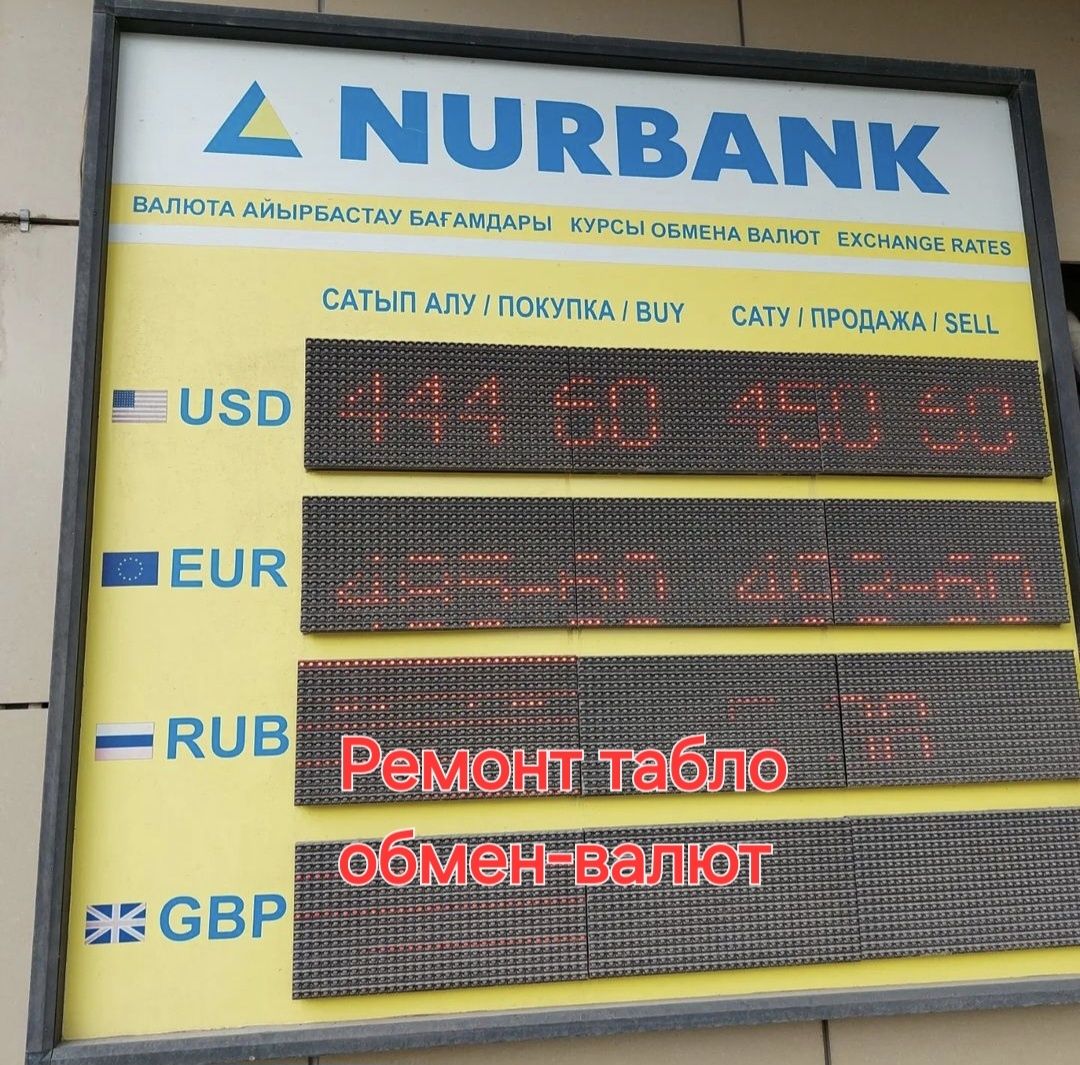 NURBANK
ВАЛЮТА АЙЫРБАСТАУ БАҒАМДАРЫ КУРСЫ ОБМЕНА ВАЛЮТ EXCHANGE RATES
САТЫП АЛУ / ПОКУПКА / BUY САТУ / ПРОДАЖА / SELL
USD 444 60 450 60
EUR
RUB
Ремонт табло
обмен-валют
GBP